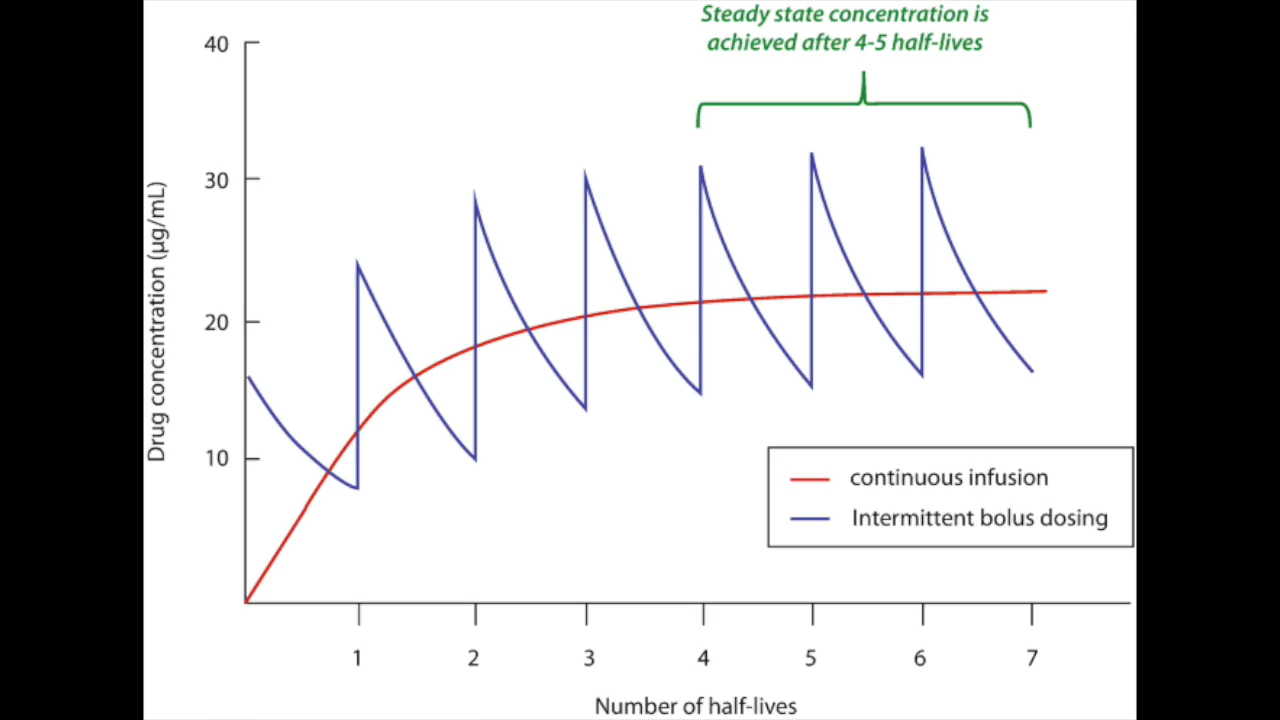 Steady state concentration is
achieved after 4-5 half-lives
40
30
20
10
Drug concentration (µg/mL)
continuous infusion
Intermittent bolus dosing
1 2 3 4 5 6 7
Number of half-lives